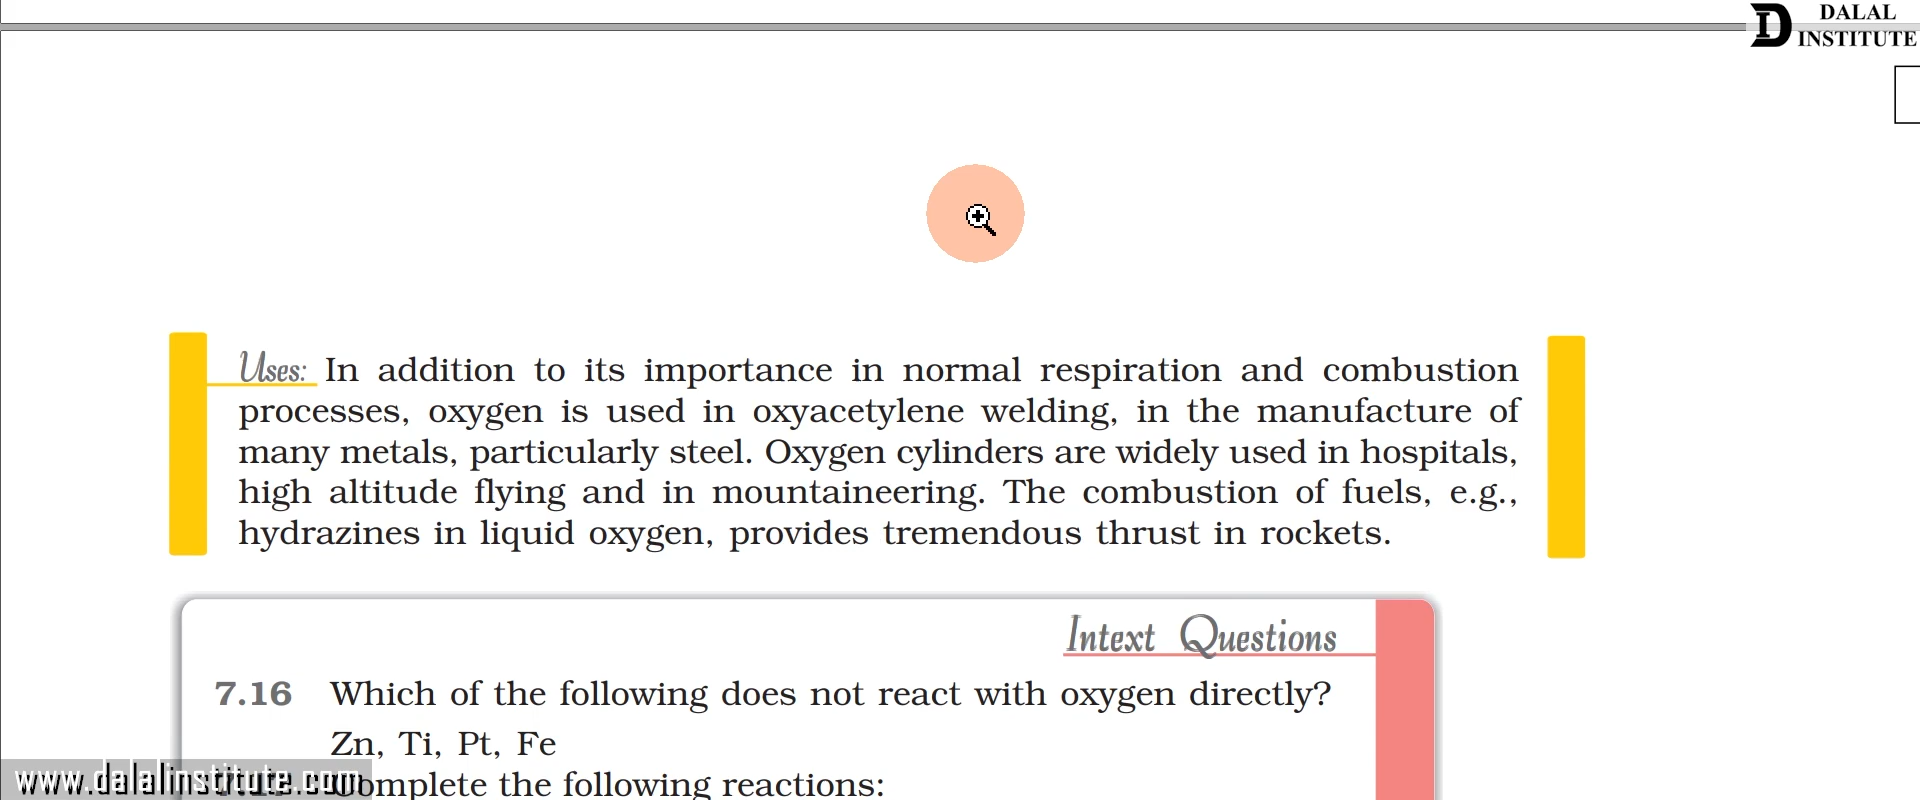 DALAL
INSTITUTE
Uses: In addition to its importance in normal respiration and combustion
processes, oxygen is used in oxyacetylene welding, in the manufacture of
many metals, particularly steel. Oxygen cylinders are widely used in hospitals,
high altitude flying and in mountaineering. The combustion of fuels, e.g.,
hydrazines in liquid oxygen, provides tremendous thrust in rockets.
Intext Questions
7.16 Which of the following does not react with oxygen directly?
Zn, Ti, Pt, Fe
Complete the following reactions:
www.dalalinstitute.com